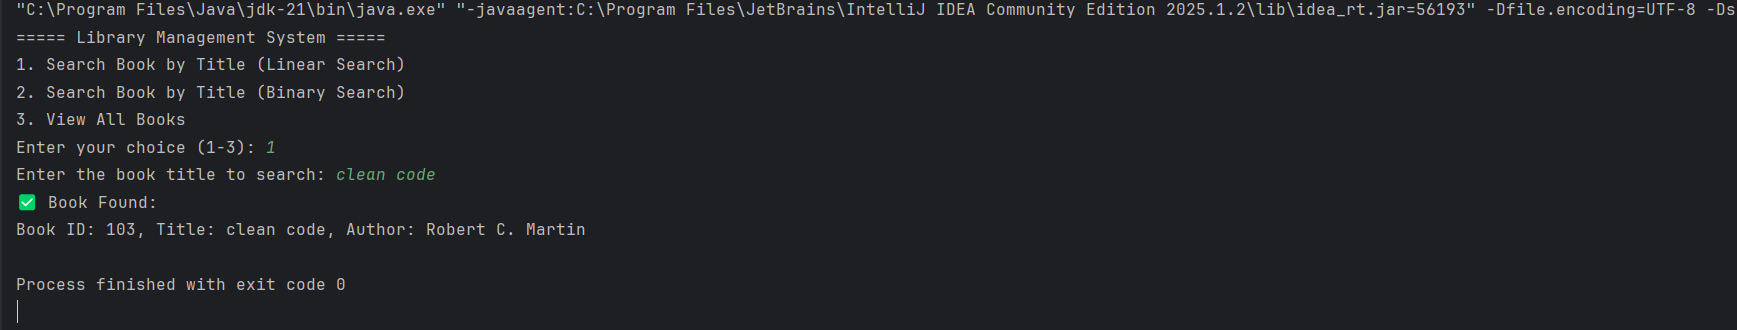 "C:\Program Files\Java\jdk-21\bin\java.exe" "-javaagent:C:\Program Files\JetBrains\IntelliJ IDEA Community Edition 2025.1.2\lib\idea_rt.jar=56193" -Dfile.encoding=UTF-8 -Ds
===== Library Management System =====
1. Search Book by Title (Linear Search)
2. Search Book by Title (Binary Search)
3. View All Books
Enter your choice (1-3): 1
Enter the book title to search: clean code
✅ Book Found:
Book ID: 103, Title: clean code, Author: Robert C. Martin
Process finished with exit code 0